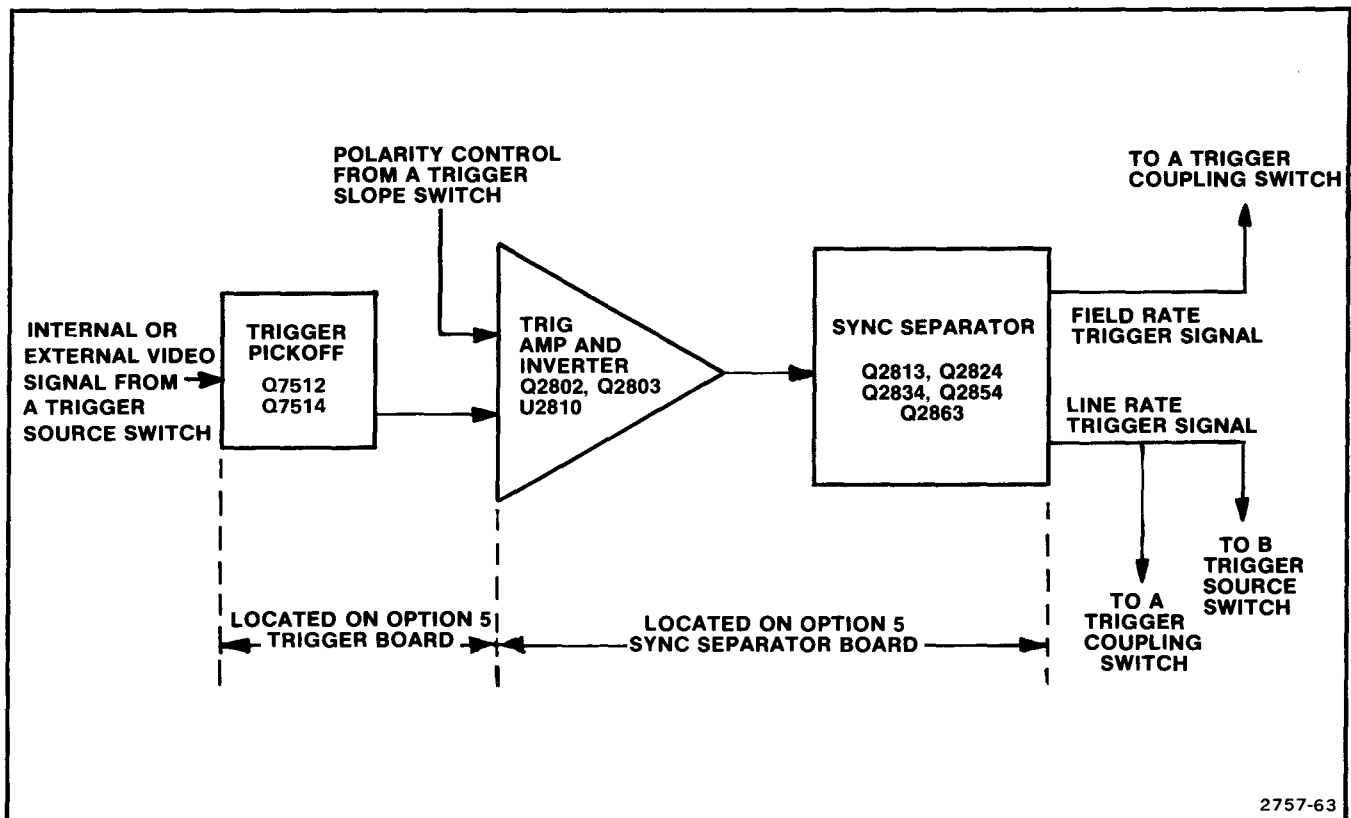 POLARITY CONTROL
FROM A TRIGGER
SLOPE SWITCH
TO A TRIGGER
COUPLING SWITCH
INTERNAL OR
EXTERNAL VIDEO
SIGNAL FROM
A TRIGGER
SOURCE SWITCH
TRIGGER
PICKOFF
Q7512
Q7514
TRIG
AMP AND
INVERTER
Q2802, Q2803
U2810
SYNC SEPARATOR
Q2813, Q2824
Q2834, Q2854
Q2863
FIELD RATE
TRIGGER SIGNAL
LINE RATE
TRIGGER SIGNAL
TO B
TRIGGER
SOURCE
SWITCH
TO A
TRIGGER
COUPLING
SWITCH
LOCATED ON OPTION 5
TRIGGER BOARD
LOCATED ON OPTION 5
SYNC SEPARATOR BOARD
2757-63